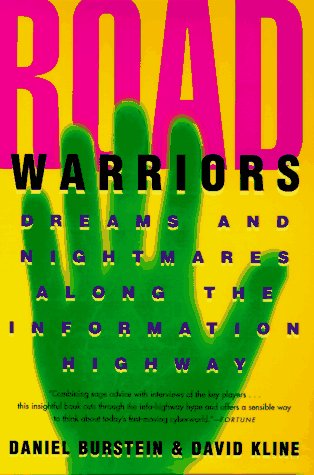 ROAD
WARRIORS
DREAMS AND
NIGHTMARES
ALONG THE
INFORMATION
HIGHWAY
"Combining sage advice with interviews of the key players . . .
this insightful book cuts through the info-highway hype and offers a sensible way
to think about today's fast-moving cyberworld."—FORTUNE
DANIEL BURSTEIN & DAVID KLINE